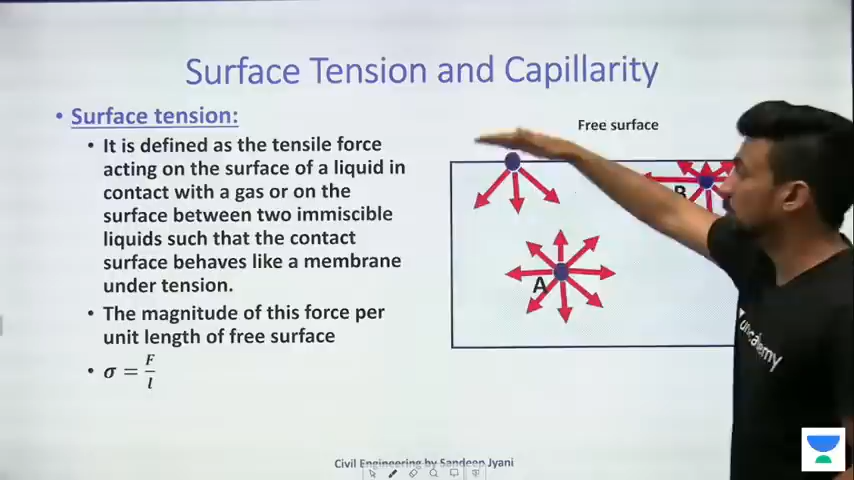 Surface Tension and Capillarity
• Surface tension:
Free surface
• It is defined as the tensile force
acting on the surface of a liquid in
contact with a gas or on the
surface between two immiscible
liquids such that the contact
surface behaves like a membrane
under tension.
B
A
• The magnitude of this force per
unit length of free surface
• σ = F/l
unacademy
Civil Engineering by Sandeep Jyani